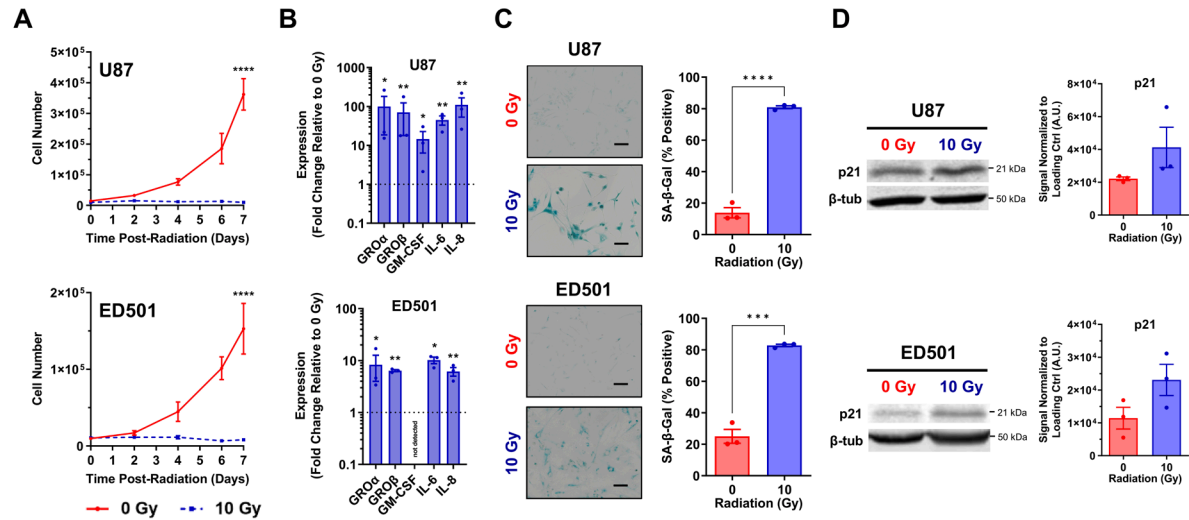 A
B
C
D
U87
Cell Number
5×10⁵
4×10⁵
3×10⁵
2×10⁵
1×10⁵
0
****
0 1 2 3 4 5 6 7
Time Post-Radiation (Days)
ED501
Cell Number
2×10⁵
1×10⁵
0
****
0 1 2 3 4 5 6 7
Time Post-Radiation (Days)
0 Gy
10 Gy
U87
Expression
(Fold Change Relative to 0 Gy)
1000
100
10
1
0.1
* ** * ** **
GROα GROβ GM-CSF IL-6 IL-8
ED501
Expression
(Fold Change Relative to 0 Gy)
100
10
1
0.1
* ** * **
not detected
GROα GROβ GM-CSF IL-6 IL-8
U87
0 Gy
10 Gy
SA-β-Gal (% Positive)
100
80
60
40
20
0
****
0 10
Radiation (Gy)
ED501
0 Gy
10 Gy
SA-β-Gal (% Positive)
100
80
60
40
20
0
***
0 10
Radiation (Gy)
U87
0 Gy 10 Gy
p21 21 kDa
β-tub 50 kDa
p21
Signal Normalized to
Loading Ctrl (A.U.)
8×10⁴
6×10⁴
4×10⁴
2×10⁴
0
0 10
Radiation (Gy)
ED501
0 Gy 10 Gy
p21 21 kDa
β-tub 50 kDa
p21
Signal Normalized to
Loading Ctrl (A.U.)
4×10⁴
3×10⁴
2×10⁴
1×10⁴
0
0 10
Radiation (Gy)